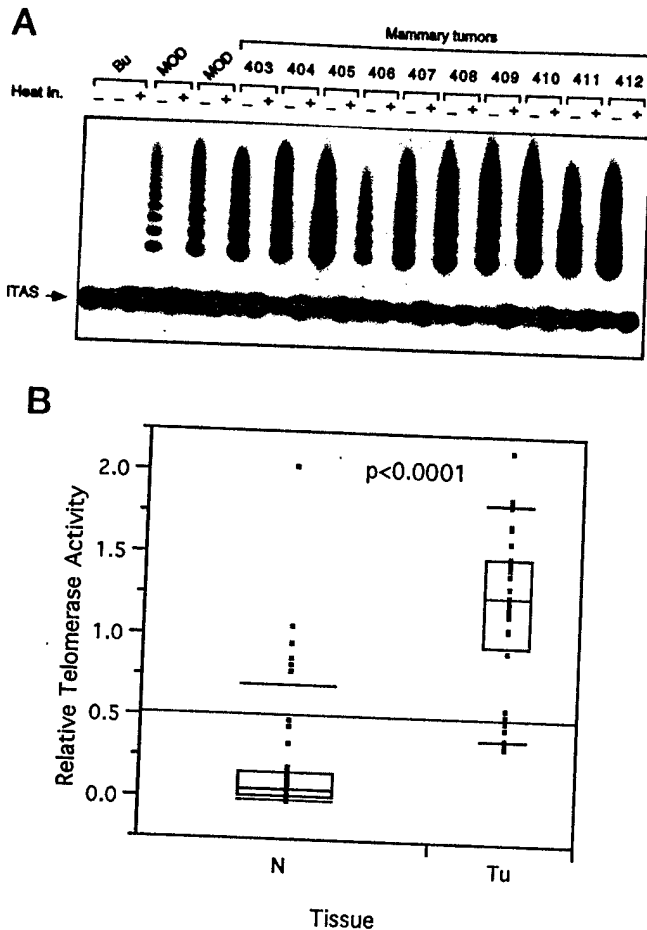 A
Mammary tumors
Bu MOD MOD 403 404 405 406 407 408 409 410 411 412
Heat in. – – + – + – + – + – + – + – + – + – + – + – + – + – +
ITAS
B
p<0.0001
Relative Telomerase Activity
2.0
1.5
1.0
0.5
0.0
N Tu
Tissue